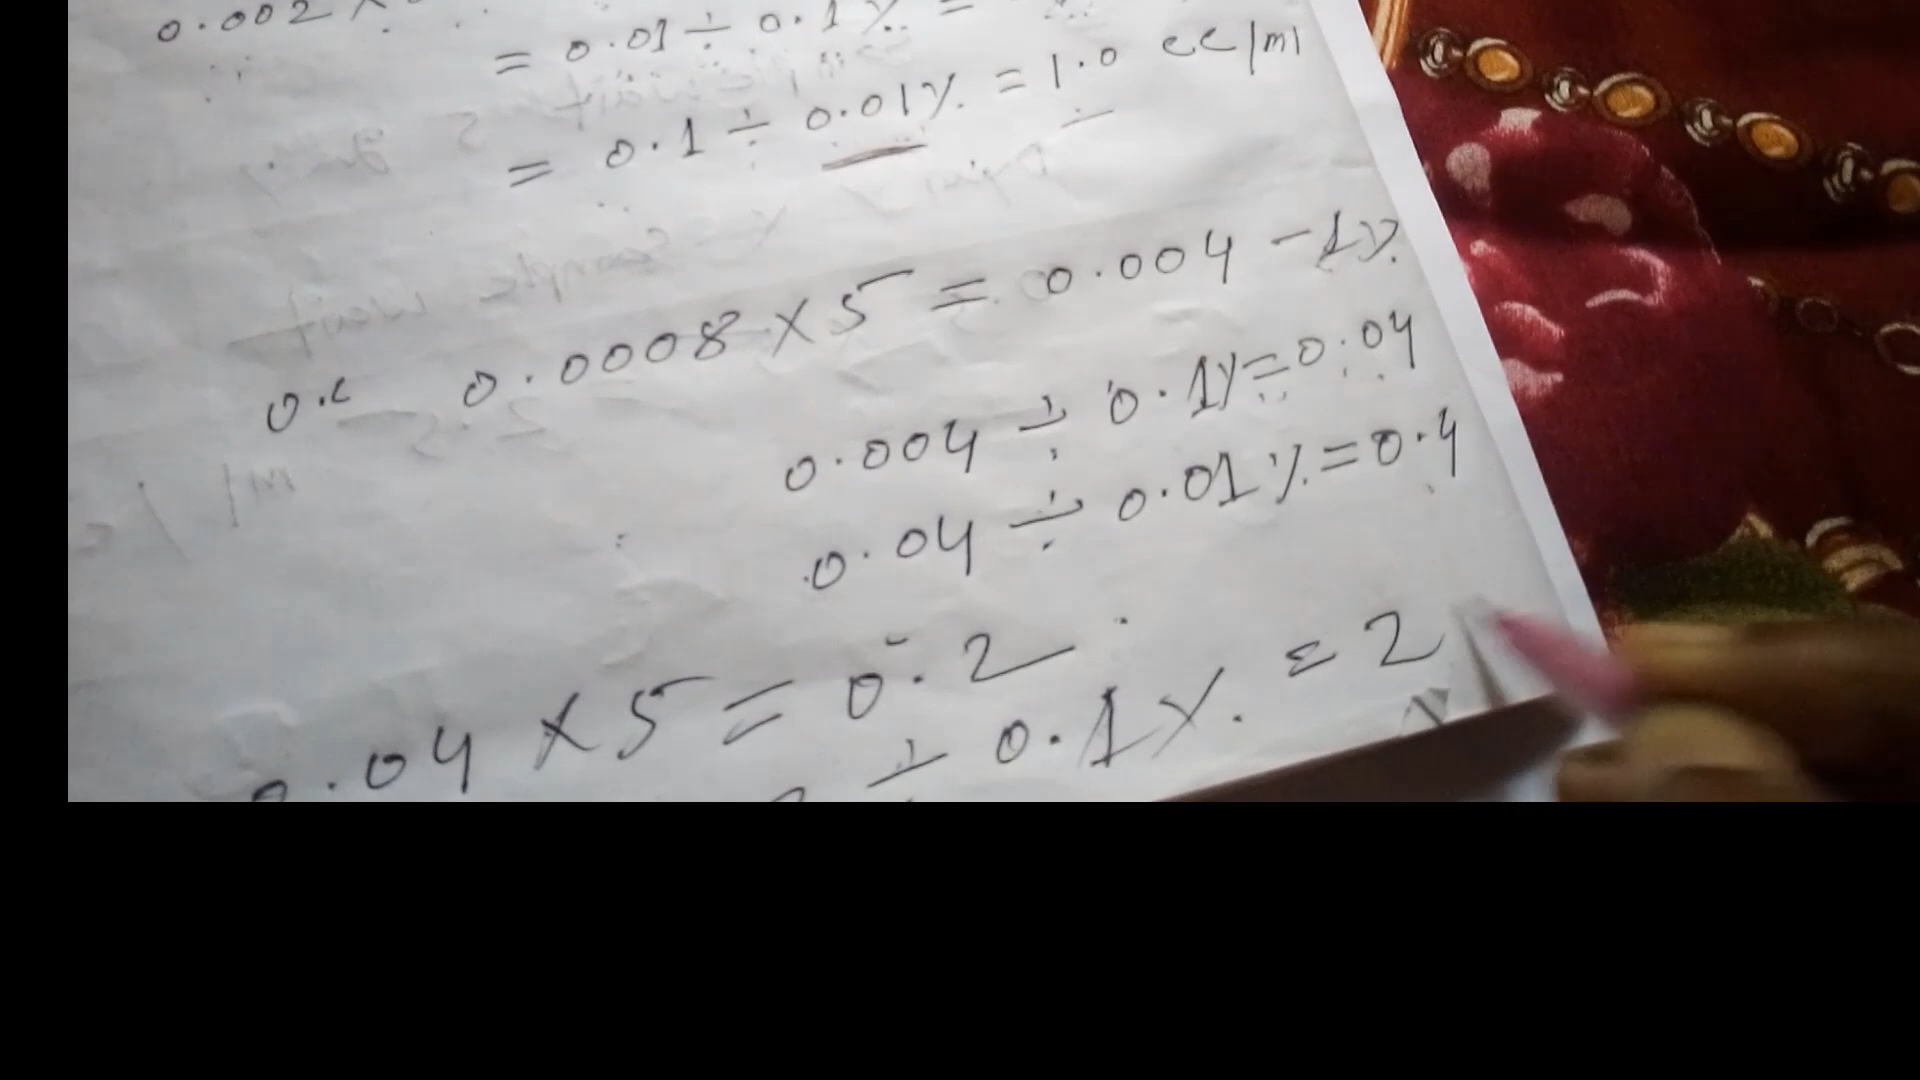 0.002 ×
= 0.01 ÷ 0.1% =
= 0.1 ÷ 0.01% = 1.0 cc/ml
0.0008 × 5 = 0.004 - 1%
0.004 ÷ 0.1% = 0.04
0.04 ÷ 0.01% = 0.4
0.04 × 5 = 0.2
÷ 0.1% = 2